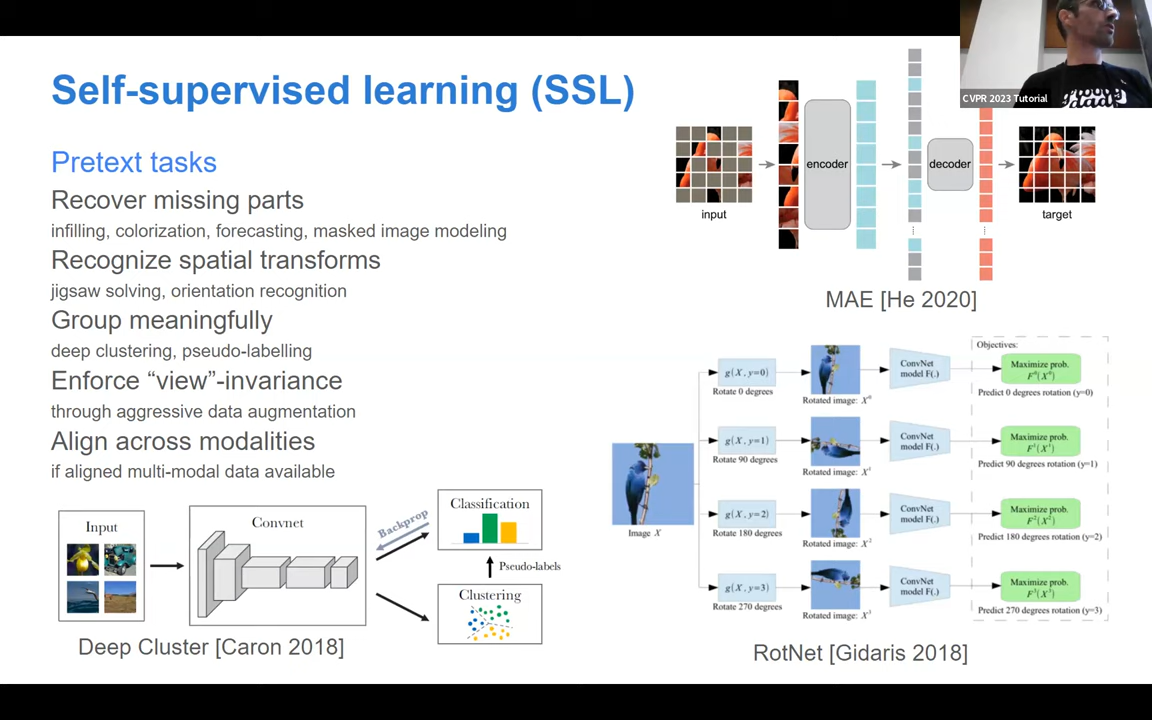 Self-supervised learning (SSL)
Pretext tasks
Recover missing parts
infilling, colorization, forecasting, masked image modeling
Recognize spatial transforms
jigsaw solving, orientation recognition
Group meaningfully
deep clustering, pseudo-labelling
Enforce “view”-invariance
through aggressive data augmentation
Align across modalities
if aligned multi-modal data available
Input
Convnet
Backprop
Classification
Pseudo-labels
Clustering
Deep Cluster [Caron 2018]
CVPR 2023 Tutorial
input
encoder
decoder
target
MAE [He 2020]
Objectives:
Image X
g(X, y=0)
Rotate 0 degrees
Rotated image: X⁰
ConvNet
model F(.)
Maximize prob.
F⁰(X⁰)
Predict 0 degrees rotation (y=0)
g(X, y=1)
Rotate 90 degrees
Rotated image: X¹
ConvNet
model F(.)
Maximize prob.
F¹(X¹)
Predict 90 degrees rotation (y=1)
g(X, y=2)
Rotate 180 degrees
Rotated image: X²
ConvNet
model F(.)
Maximize prob.
F²(X²)
Predict 180 degrees rotation (y=2)
g(X, y=3)
Rotate 270 degrees
Rotated image: X³
ConvNet
model F(.)
Maximize prob.
F³(X³)
Predict 270 degrees rotation (y=3)
RotNet [Gidaris 2018]